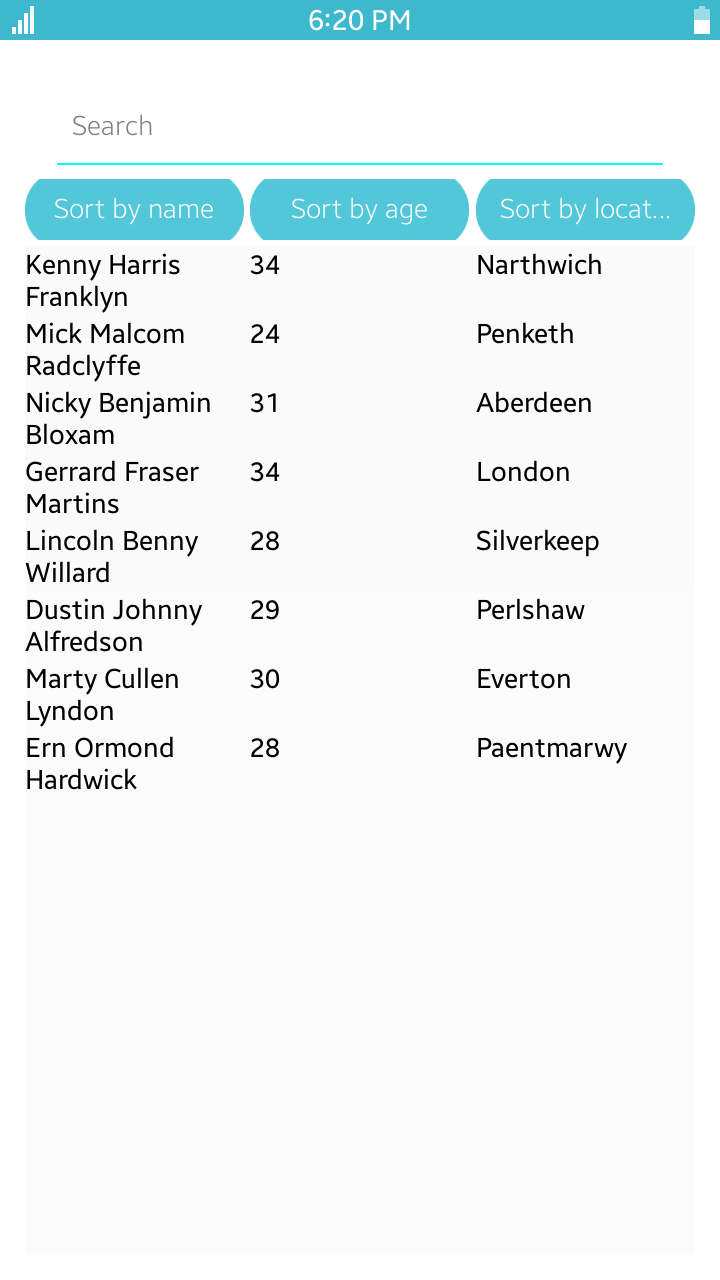 6:20 PM
Search
Sort by name Sort by age Sort by locat...
Kenny Harris 34 Narthwich
Franklyn
Mick Malcom 24 Penketh
Radclyffe
Nicky Benjamin 31 Aberdeen
Bloxam
Gerrard Fraser 34 London
Martins
Lincoln Benny 28 Silverkeep
Willard
Dustin Johnny 29 Perlshaw
Alfredson
Marty Cullen 30 Everton
Lyndon
Ern Ormond 28 Paentmarwy
Hardwick